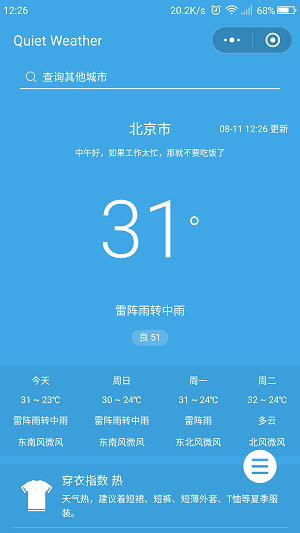 12:26 20.2K/s 68%
Quiet Weather
查询其他城市
北京市 08-11 12:26 更新
中午好，如果工作太忙，那就不要吃饭了
31°
雷阵雨转中雨
良 51
今天 周日 周一 周二
31 ~ 23℃ 30 ~ 24℃ 31 ~ 24℃ 32 ~ 24℃
雷阵雨转中雨 雷阵雨转中雨 雷阵雨 多云
东南风微风 东南风微风 东北风微风 北风微风
穿衣指数 热
天气热，建议着短裙、短裤、短薄外套、T恤等夏季服
装。